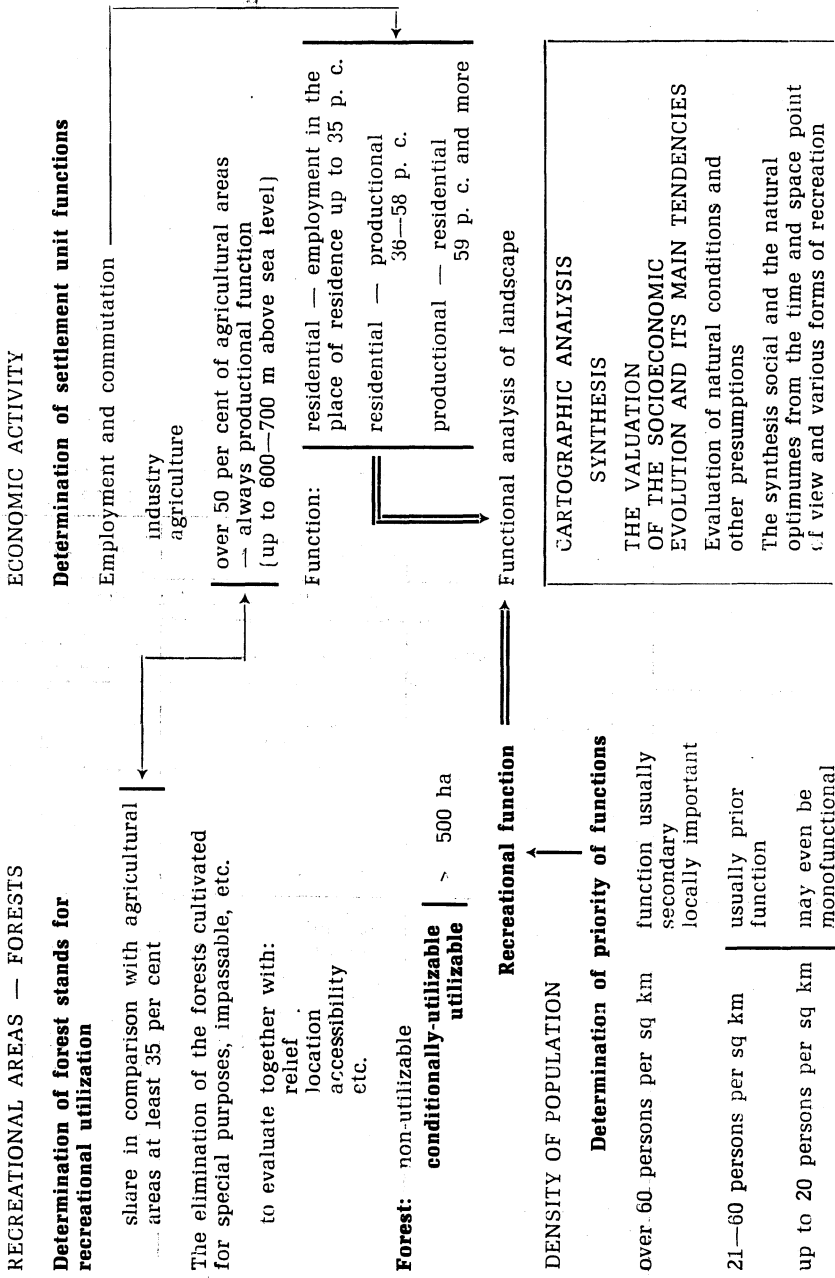 RECREATIONAL AREAS — FORESTS
Determination of forest stands for
recreational utilization
share in comparison with agricultural
areas at least 35 per cent
The elimination of the forests cultivated
for special purposes, impassable, etc.
to evaluate together with:
relief
location
accessibility
etc.
Forest: non-utilizable
conditionally-utilizable
utilizable
> 500 ha
Recreational function
DENSITY OF POPULATION
Determination of priority of functions
over 60 persons per sq km
function usually
secondary
locally important
21—60 persons per sq km
usually prior
function
up to 20 persons per sq km
may even be
monofunctional
ECONOMIC ACTIVITY
Determination of settlement unit functions
Employment and commutation
industry
agriculture
over 50 per cent of agricultural areas
— always productional function
(up to 600—700 m above sea level)
Function:
residential — employment in the
place of residence up to 35 p. c.
residential — productional
36—58 p. c.
productional — residential
59 p. c. and more
Functional analysis of landscape
CARTOGRAPHIC ANALYSIS
SYNTHESIS
THE VALUATION
OF THE SOCIOECONOMIC
EVOLUTION AND ITS MAIN TENDENCIES
Evaluation of natural conditions and
other presumptions
The synthesis social and the natural
optimumes from the time and space point
of view and various forms of recreation